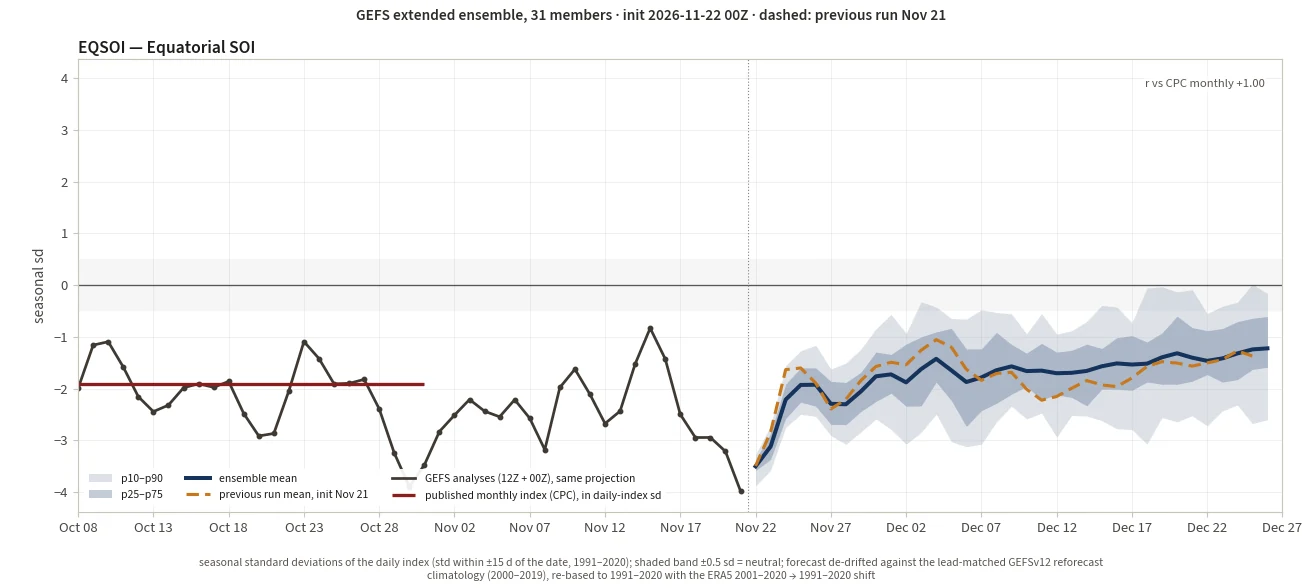 GEFS extended ensemble, 31 members · init 2026-11-22 00Z · dashed: previous run Nov 21
EQSOI — Equatorial SOI
r vs CPC monthly +1.00
seasonal sd
4
3
2
1
0
−1
−2
−3
−4
p10–p90
p25–p75
ensemble mean
previous run mean, init Nov 21
GEFS analyses (12Z + 00Z), same projection
published monthly index (CPC), in daily-index sd
Oct 08 Oct 13 Oct 18 Oct 23 Oct 28 Nov 02 Nov 07 Nov 12 Nov 17 Nov 22 Nov 27 Dec 02 Dec 07 Dec 12 Dec 17 Dec 22 Dec 27
seasonal standard deviations of the daily index (std within ±15 d of the date, 1991–2020); shaded band ±0.5 sd = neutral; forecast de-drifted against the lead-matched GEFSv12 reforecast
climatology (2000–2019), re-based to 1991–2020 with the ERA5 2001–2020 → 1991–2020 shift